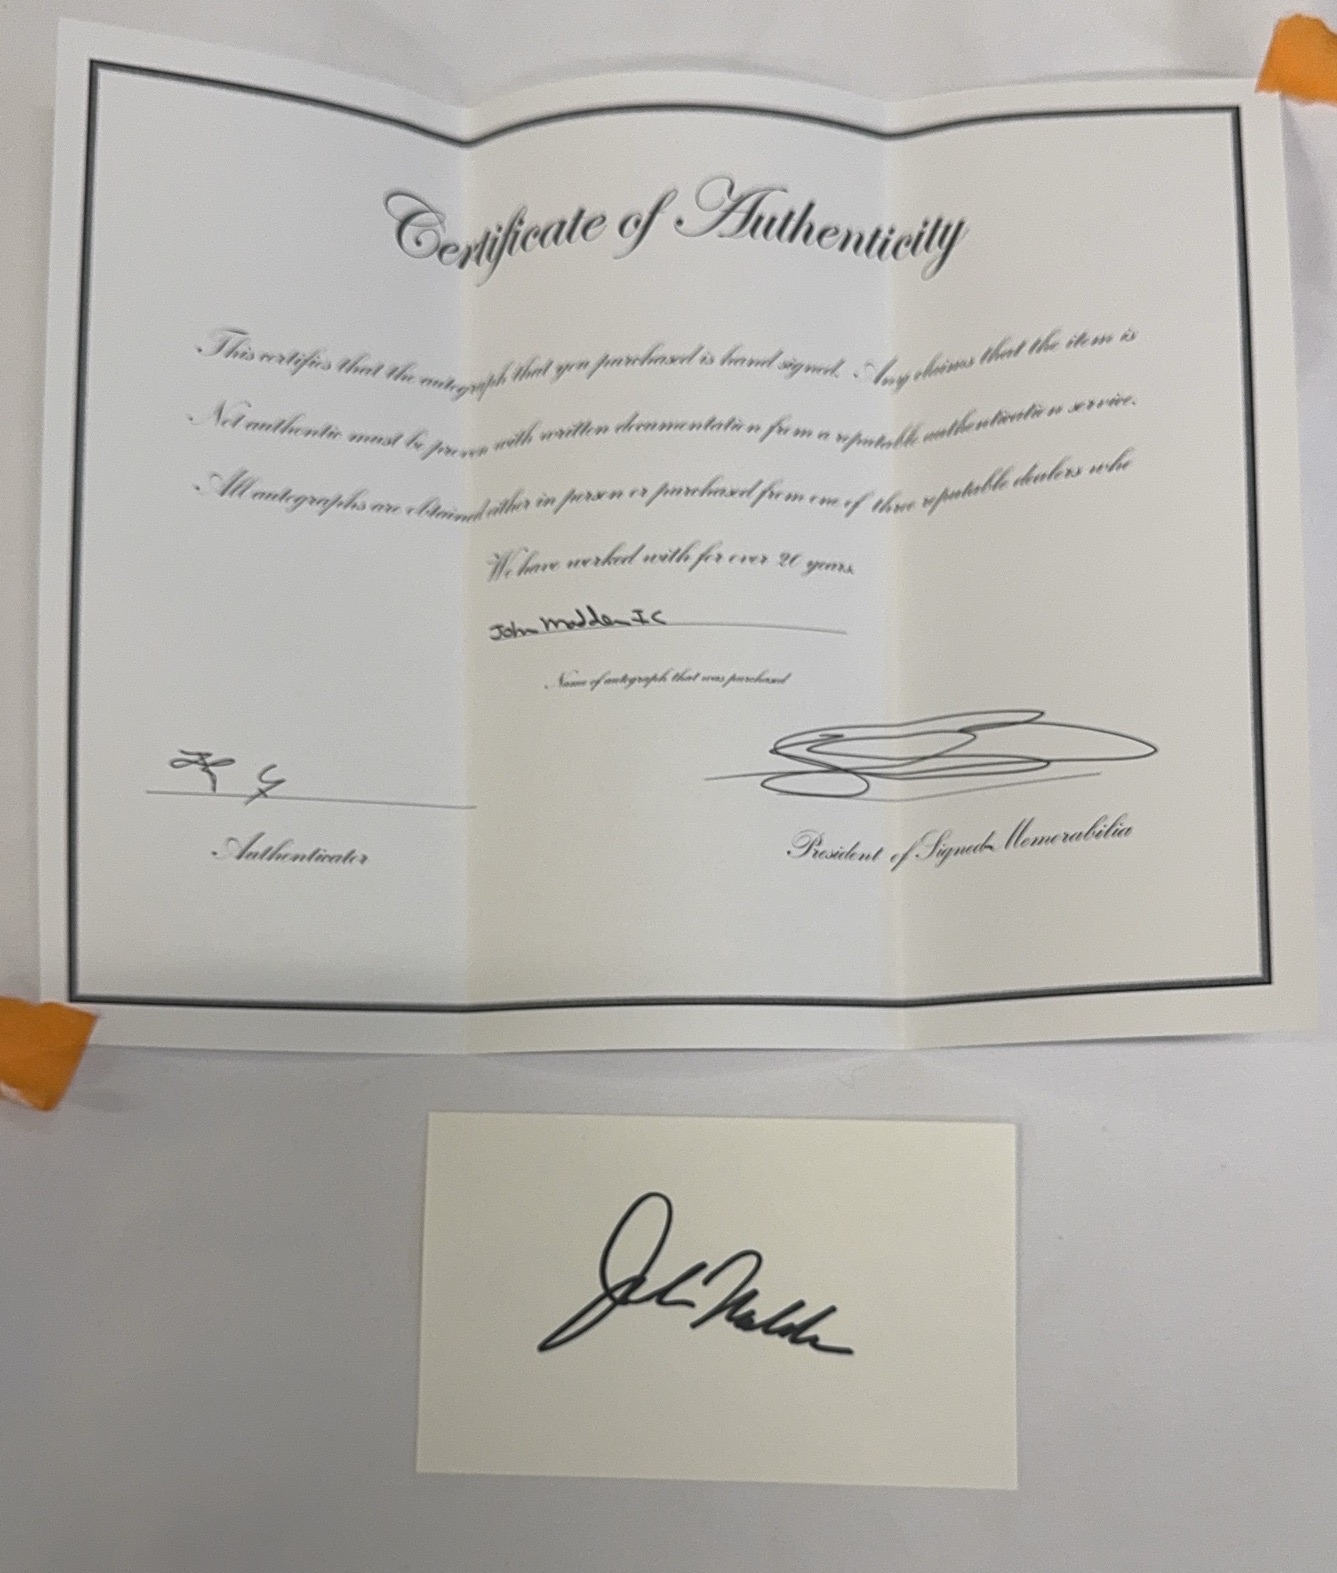 Certificate of Authenticity
This certifies that the autograph that you purchased is hand signed. Any claims that the item is
Not authentic must be proven with written documentation from a reputable authentication service.
All autographs are obtained either in person or purchased from one of three reputable dealers who
We have worked with for over 20 years.
John Madden IC
Name of autograph that was purchased
Authenticator
President of Signed Memorabilia
John Madden